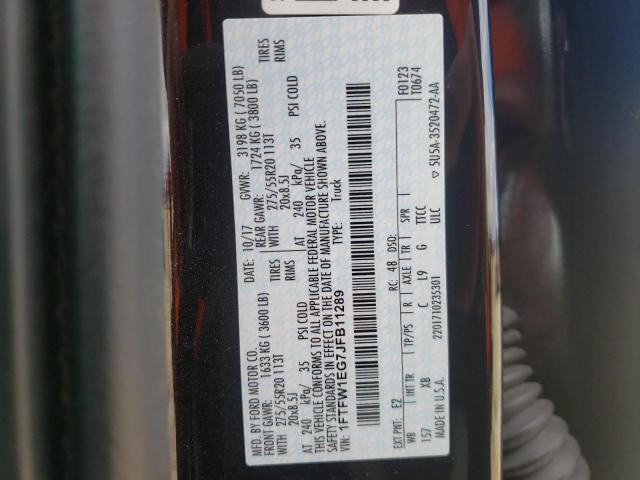 MFD. BY FORD MOTOR CO.
DATE: 10/17
GVWR: 3198 KG ( 7050 LB)
FRONT GAWR: 1633 KG ( 3600 LB)
REAR GAWR: 1724 KG ( 3800 LB)
WITH 275/55R20 113T TIRES
20x8.5J RIMS
WITH 275/55R20 113T TIRES
20x8.5J RIMS
AT 240 kPa/ 35 PSI COLD
AT 240 kPa/ 35 PSI COLD
THIS VEHICLE CONFORMS TO ALL APPLICABLE FEDERAL MOTOR VEHICLE
SAFETY STANDARDS IN EFFECT ON THE DATE OF MANUFACTURE SHOWN ABOVE.
VIN: 1FTFW1EG7JFB11289
TYPE: Truck
EXT PNT: E2 RC: 48 DSO: F0123
T0674
WB INT TR TP/PS R AXLE TR SPR
157 XB C L9 G TTCC
MADE IN U.S.A. 2201710235301 ULC 5U5A-3520472-AA